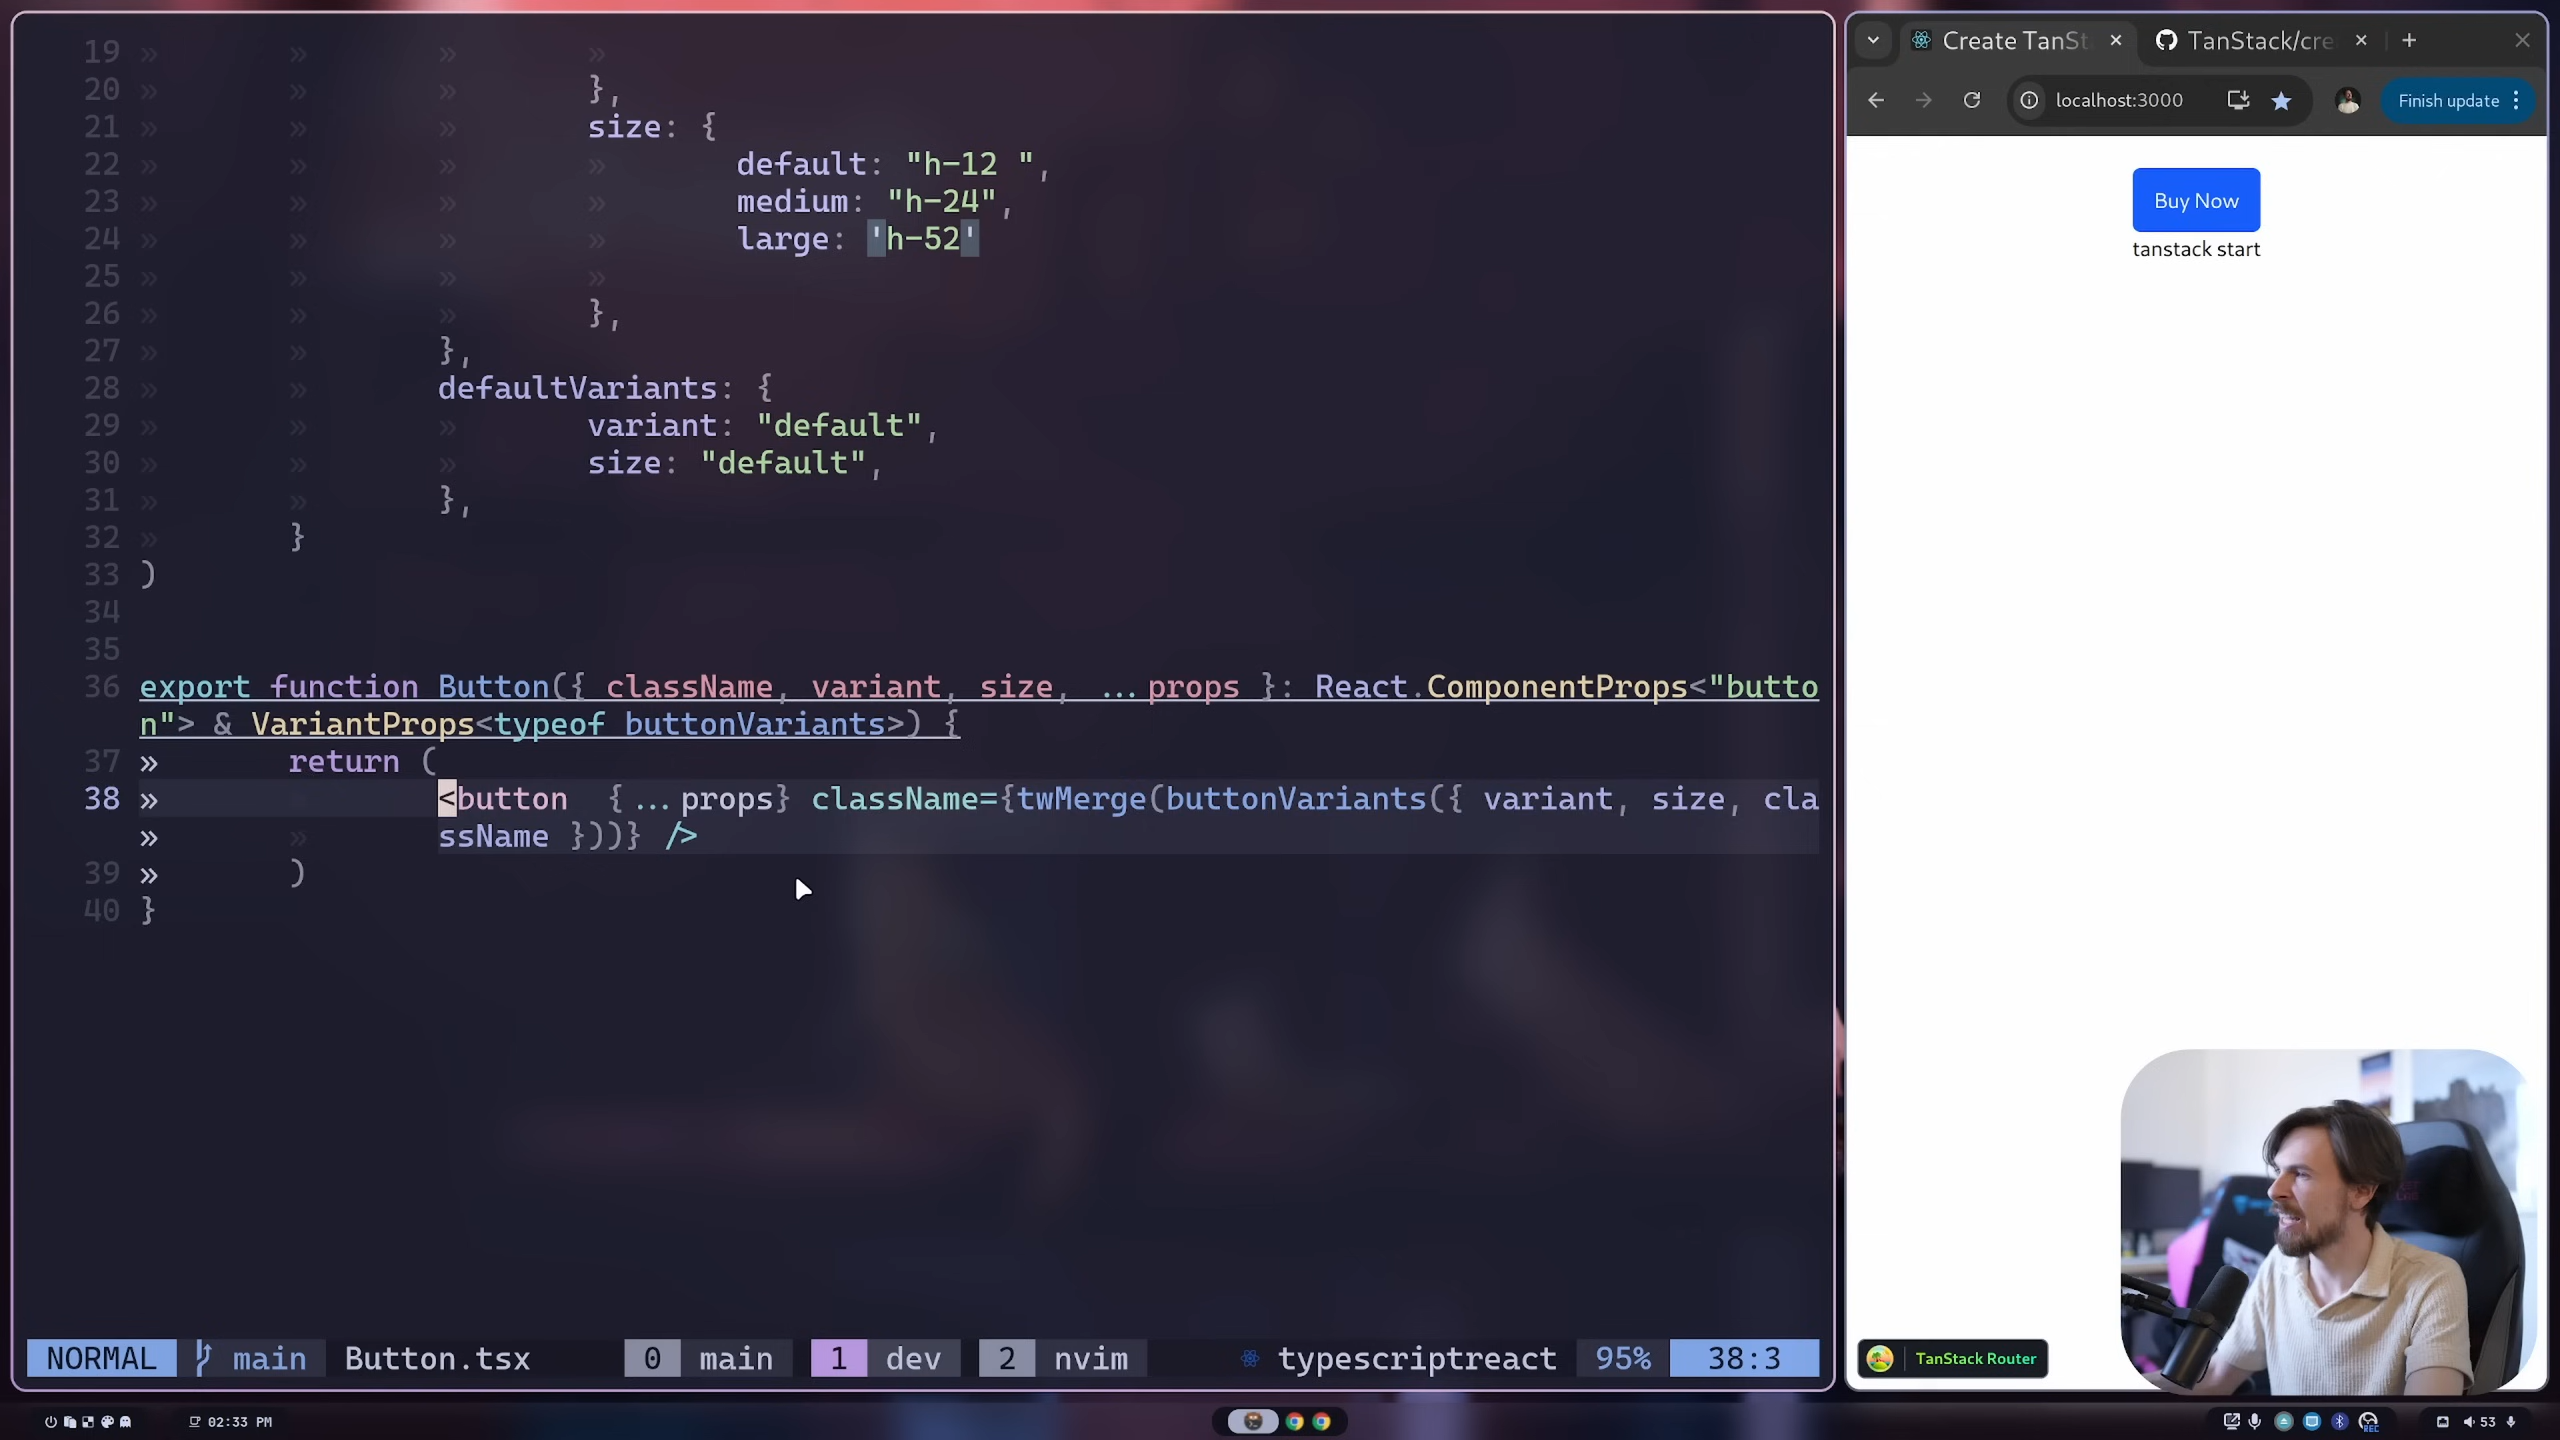 19 » » » »
20 » » » },
21 » » » size: {
22 » » » » default: "h-12 ",
23 » » » » medium: "h-24",
24 » » » » large: 'h-52'
25 » » » »
26 » » » },
27 » » },
28 » » defaultVariants: {
29 » » » variant: "default",
30 » » » size: "default",
31 » » },
32 » }
33 )
34
35
36 export function Button({ className, variant, size, ...props }: React.ComponentProps<"butto
n"> & VariantProps<typeof buttonVariants>) {
37 » return (
38 » <button {...props} className={twMerge(buttonVariants({ variant, size, cla
» » ssName }))} />
39 » )
40 }
NORMAL main Button.tsx 0 main 1 dev 2 nvim typescriptreact 95% 38:3
Create TanSt × TanStack/cre × + ×
localhost:3000 Finish update
Buy Now
tanstack start
TanStack Router
02:33 PM
REC
53